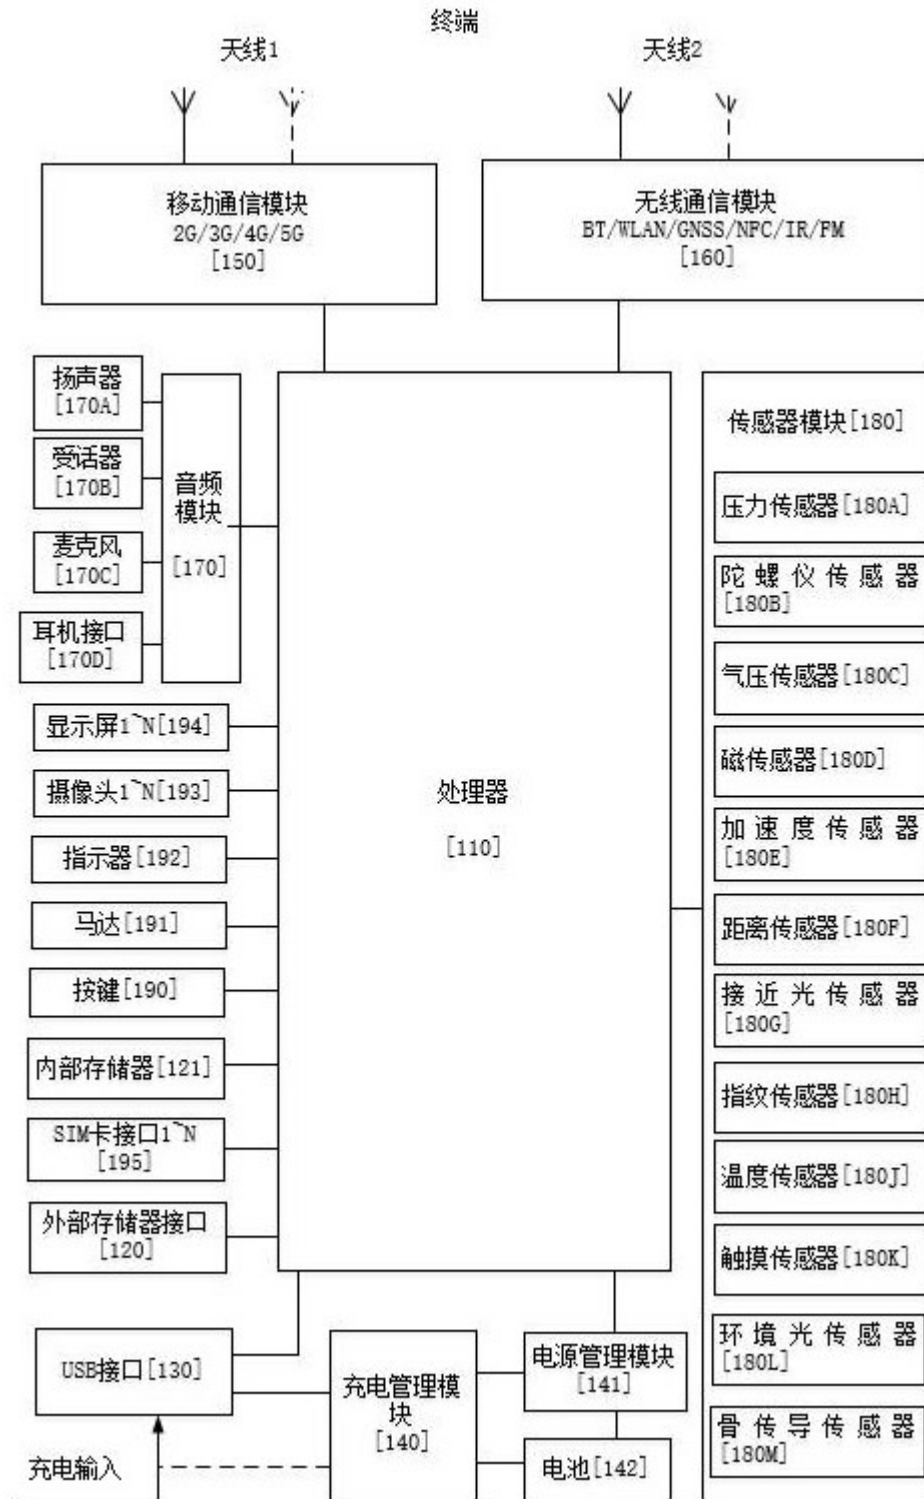 终端
天线1
天线2
移动通信模块
2G/3G/4G/5G
[150]
无线通信模块
BT/WLAN/GNSS/NFC/IR/FM
[160]
扬声器
[170A]
受话器
[170B]
麦克风
[170C]
耳机接口
[170D]
音频
模块
[170]
显示屏1~N[194]
摄像头1~N[193]
指示器[192]
马达[191]
按键[190]
内部存储器[121]
SIM卡接口1~N
[195]
外部存储器接口
[120]
处理器
[110]
传感器模块[180]
压力传感器[180A]
陀螺仪传感器
[180B]
气压传感器[180C]
磁传感器[180D]
加速度传感器
[180E]
距离传感器[180F]
接近光传感器
[180G]
指纹传感器[180H]
温度传感器[180J]
触摸传感器[180K]
环境光传感器
[180L]
骨传导传感器
[180M]
USB接口[130]
充电管理模
块
[140]
电源管理模块
[141]
电池[142]
充电输入